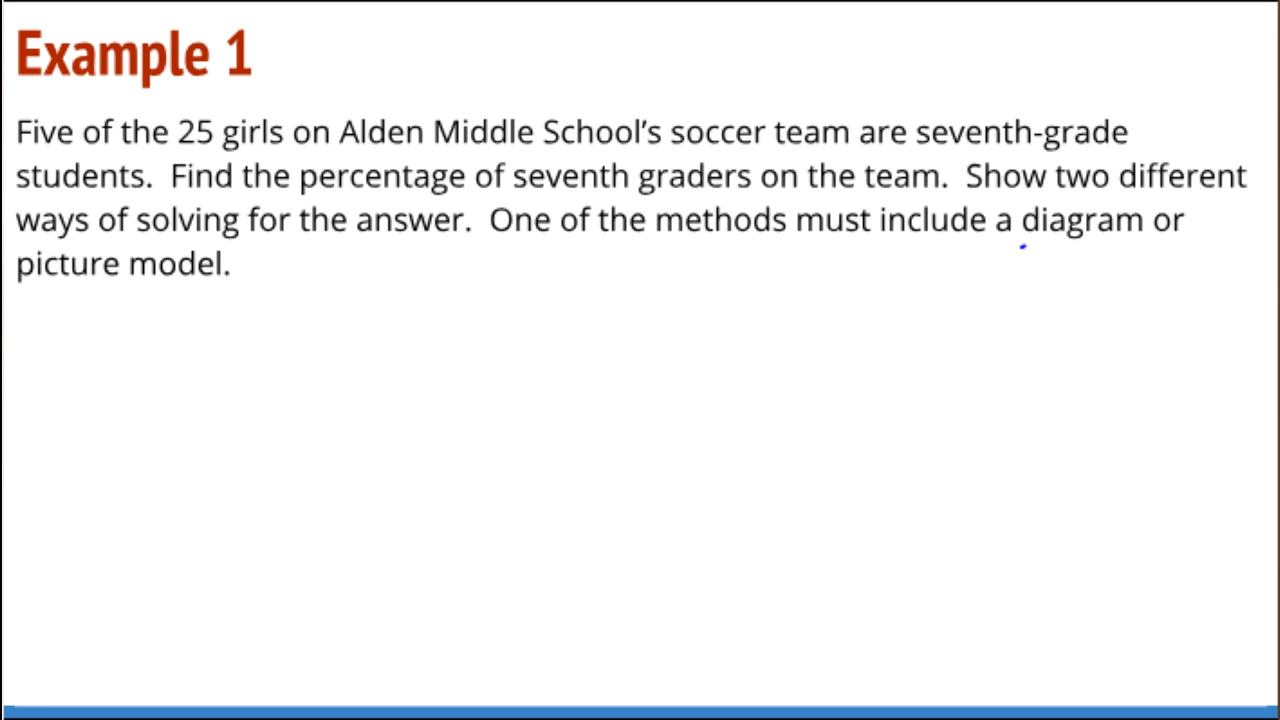 Example 1
Five of the 25 girls on Alden Middle School’s soccer team are seventh-grade
students.  Find the percentage of seventh graders on the team.  Show two different
ways of solving for the answer.  One of the methods must include a diagram or
picture model.